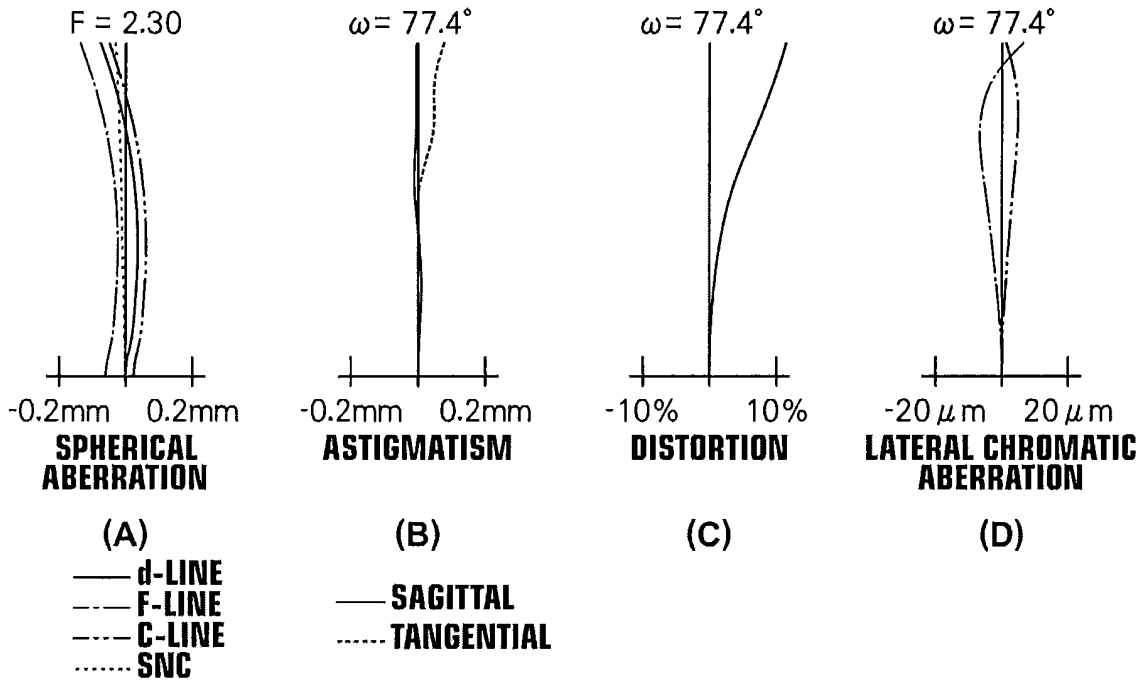 F = 2.30
ω = 77.4°
ω = 77.4°
ω = 77.4°
-0.2mm 0.2mm
-0.2mm 0.2mm
-10% 10%
-20 μm 20 μm
SPHERICAL
ABERRATION
ASTIGMATISM
DISTORTION
LATERAL CHROMATIC
ABERRATION
(A)
(B)
(C)
(D)
d-LINE
F-LINE
C-LINE
SNC
SAGITTAL
TANGENTIAL